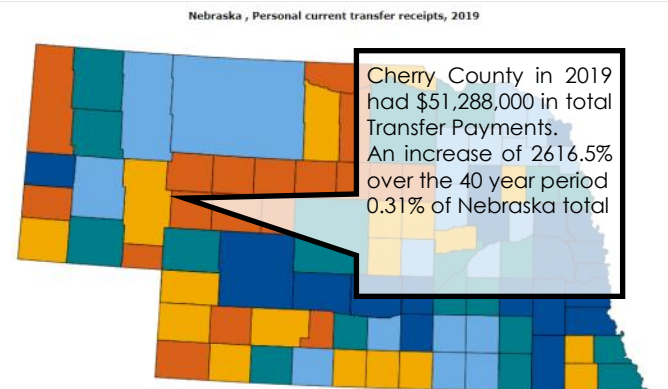 Nebraska , Personal current transfer receipts, 2019
Cherry County in 2019
had $51,288,000 in total
Transfer Payments.
An increase of 2616.5%
over the 40 year period
0.31% of Nebraska total